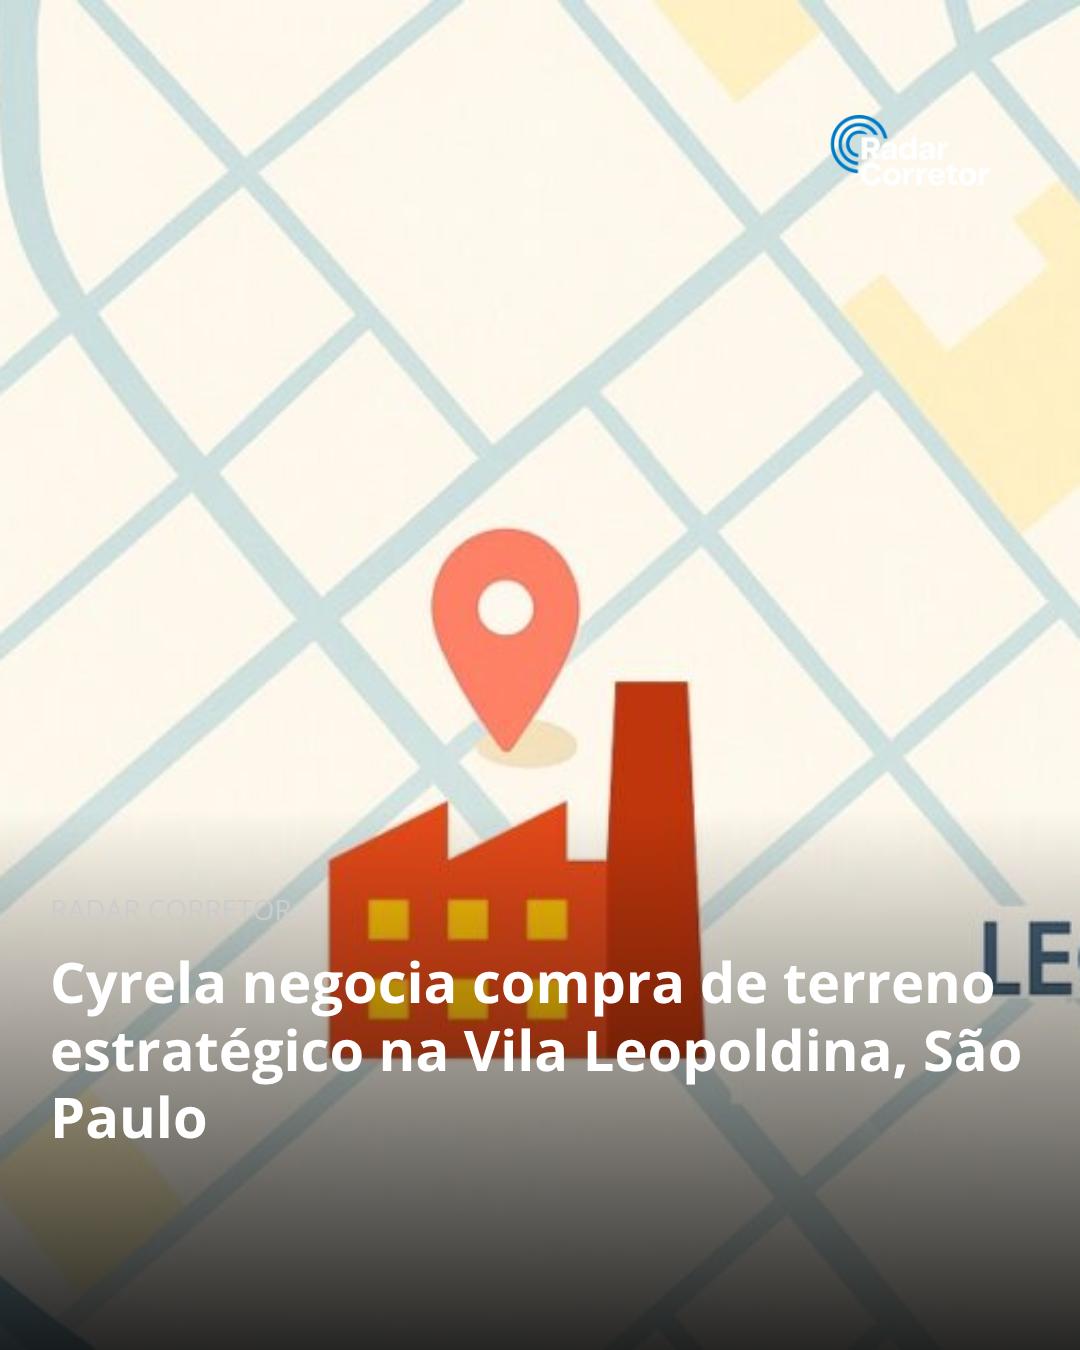 Radar
Corretor
RADAR CORRETOR
Cyrela negocia compra de terreno
estratégico na Vila Leopoldina, São
Paulo